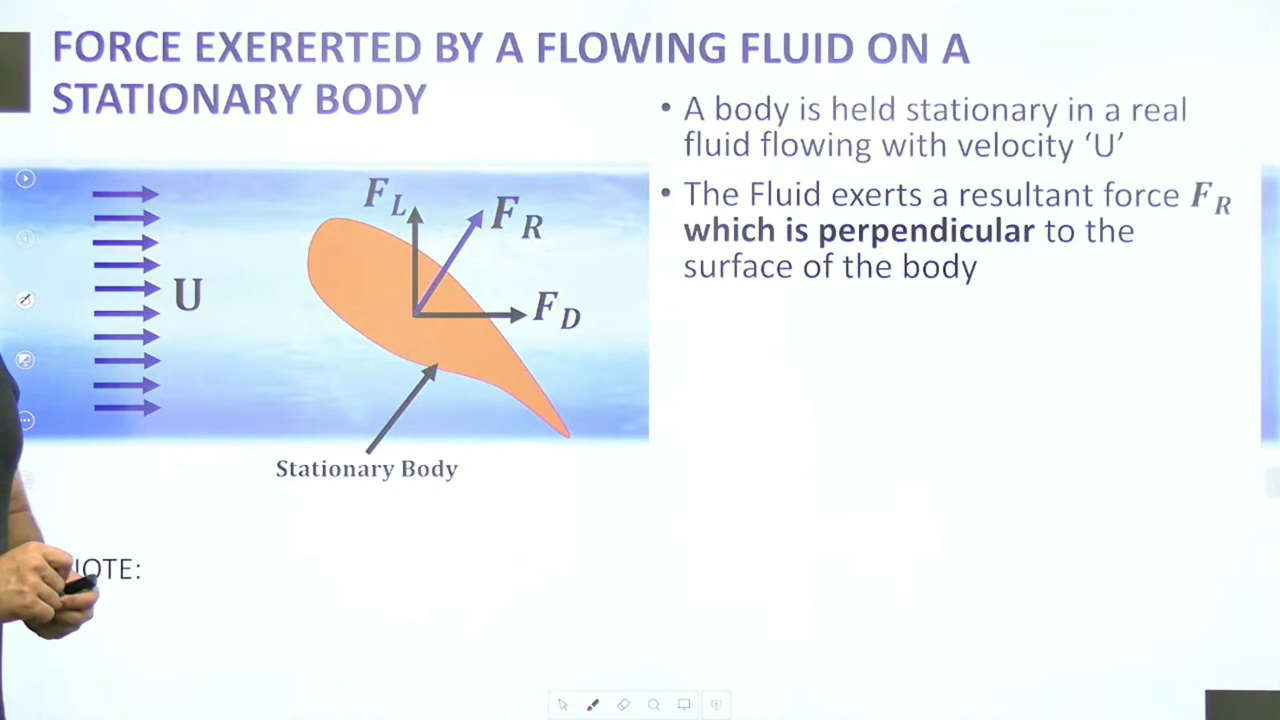 FORCE EXERERTED BY A FLOWING FLUID ON A
STATIONARY BODY
• A body is held stationary in a real
fluid flowing with velocity ‘U’
• The Fluid exerts a resultant force F_R
which is perpendicular to the
surface of the body
F_L
F_R
U
F_D
Stationary Body
NOTE: